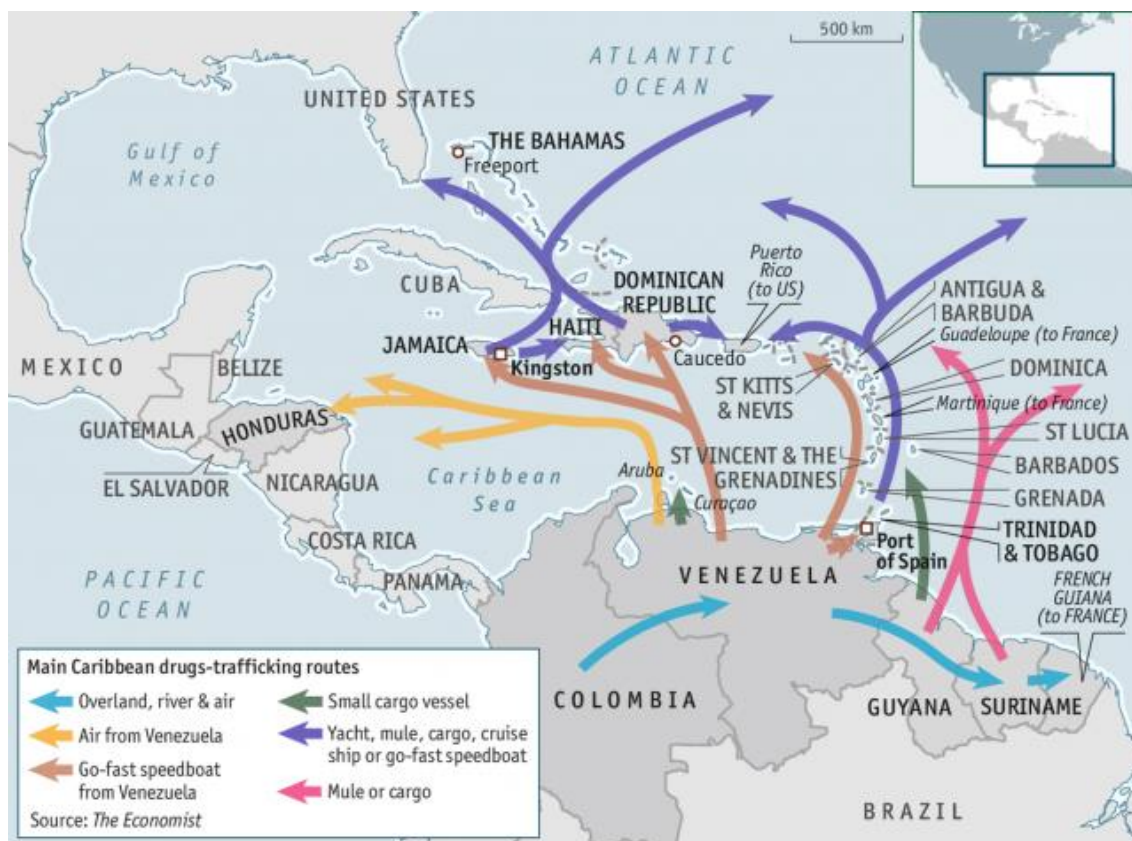 500 km
ATLANTIC
OCEAN
UNITED STATES
Gulf of
Mexico
THE BAHAMAS
Freeport
CUBA
Puerto
Rico
(to US)
DOMINICAN
REPUBLIC
ANTIGUA &
BARBUDA
Guadeloupe (to France)
JAMAICA
HAITI
Kingston
Caucedo
MEXICO
BELIZE
ST KITTS
& NEVIS
DOMINICA
Martinique (to France)
GUATEMALA
HONDURAS
ST LUCIA
ST VINCENT & THE
GRENADINES
BARBADOS
EL SALVADOR
NICARAGUA
Caribbean
Sea
Aruba
Curaçao
GRENADA
COSTA RICA
Port
of Spain
TRINIDAD
& TOBAGO
PACIFIC
OCEAN
PANAMA
VENEZUELA
FRENCH
GUIANA
(to FRANCE)
COLOMBIA
GUYANA
SURINAME
BRAZIL
Main Caribbean drugs-trafficking routes
Overland, river & air
Air from Venezuela
Go-fast speedboat
from Venezuela
Small cargo vessel
Yacht, mule, cargo, cruise
ship or go-fast speedboat
Mule or cargo
Source: The Economist